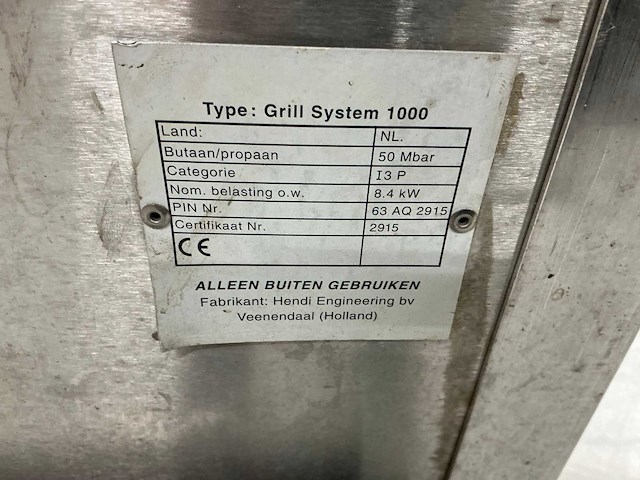 Type: Grill System 1000
Land: NL.
Butaan/propaan 50 Mbar
Categorie I3 P
Nom. belasting o.w. 8.4 kW
PIN Nr. 63 AQ 2915
Certifikaat Nr. 2915
CE
ALLEEN BUITEN GEBRUIKEN
Fabrikant: Hendi Engineering bv
Veenendaal (Holland)